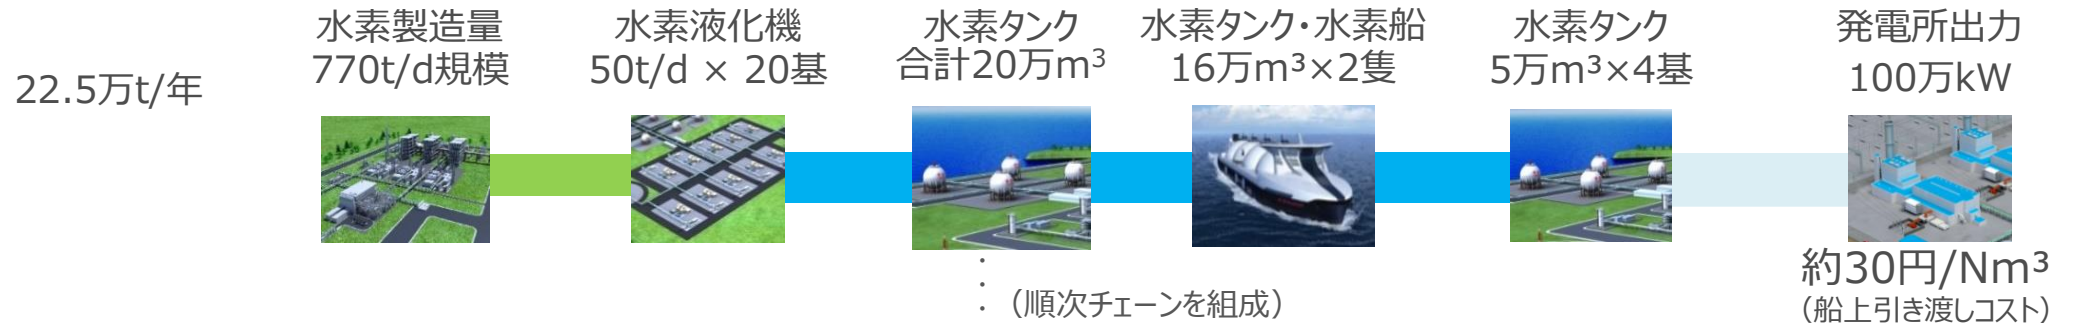 22.5万t/年
水素製造量
770t/d規模
水素液化機
50t/d × 20基
水素タンク
合計20万m³
水素タンク・水素船
16万m³×2隻
水素タンク
5万m³×4基
発電所出力
100万kW
約30円/Nm³
（船上引き渡しコスト）
：（順次チェーンを組成）